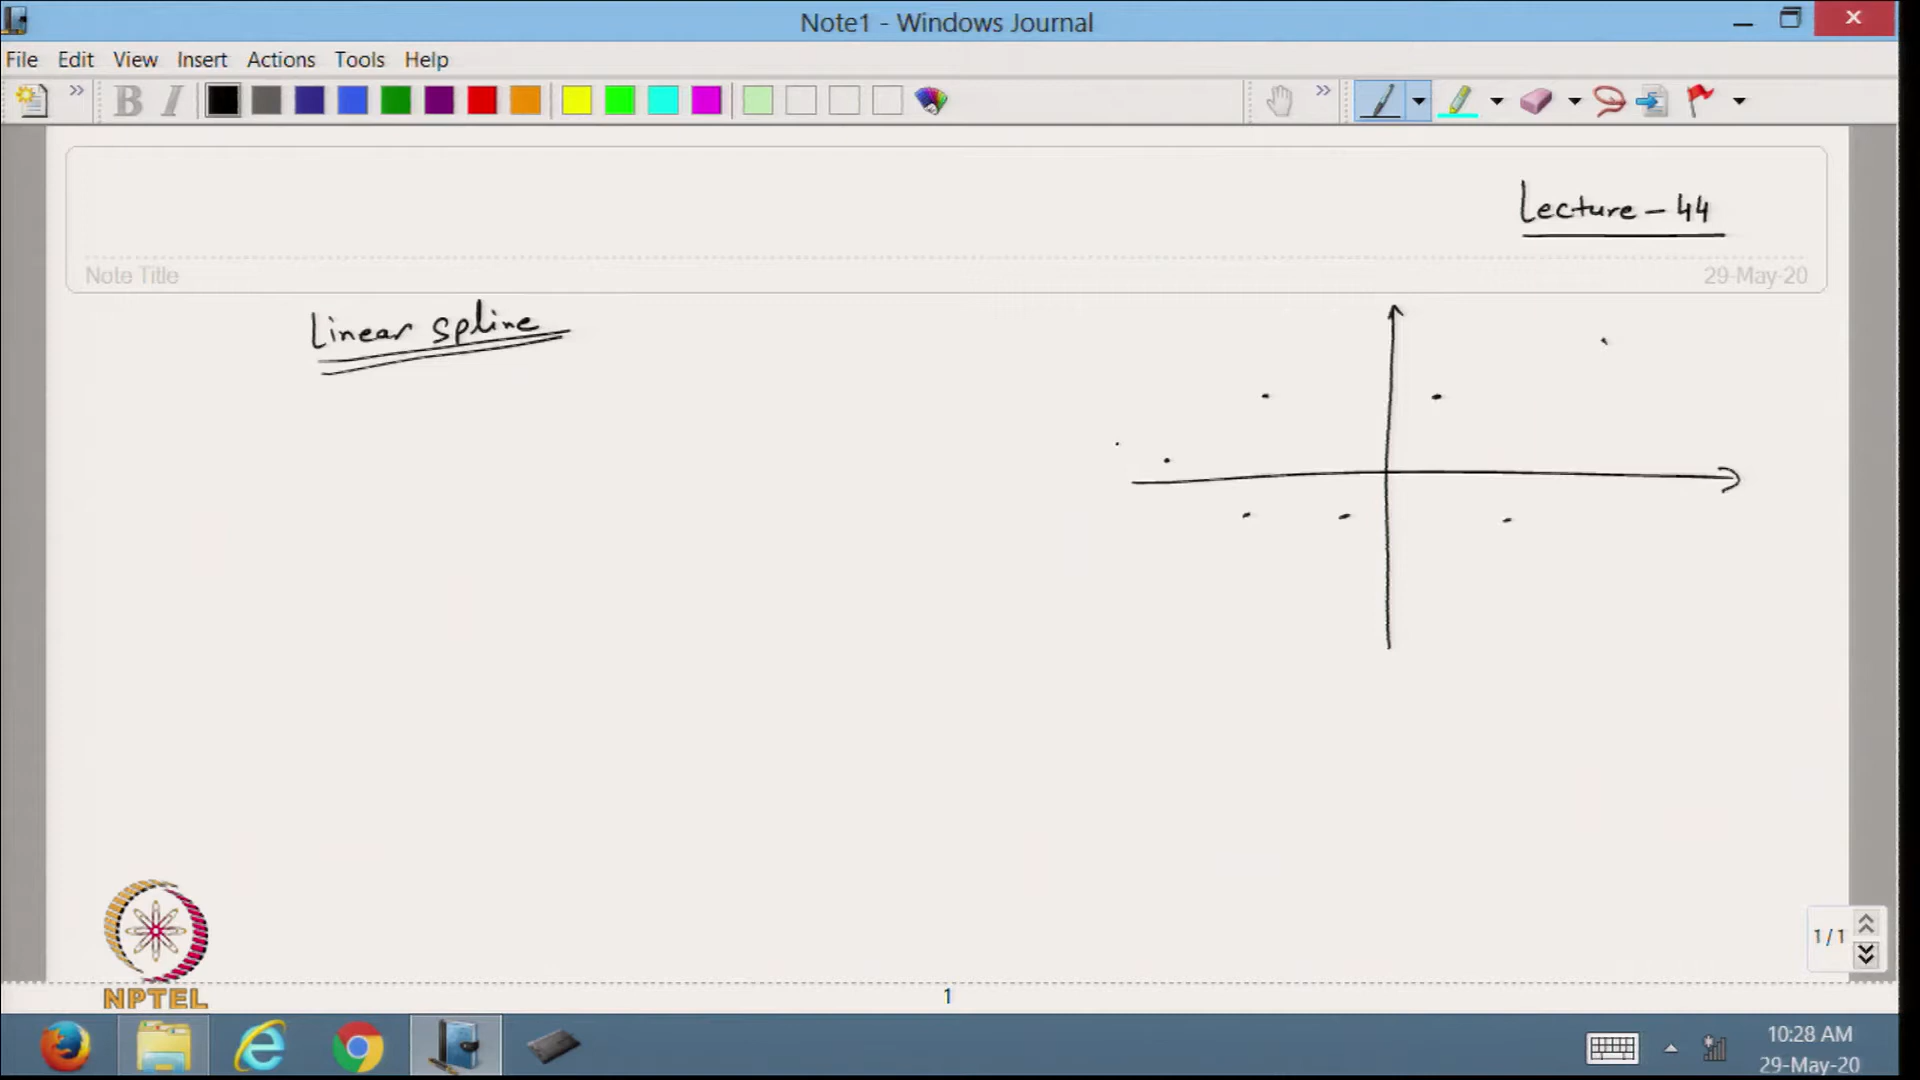 Note1 - Windows Journal
File Edit View Insert Actions Tools Help
B I
Lecture - 44
Note Title 29-May-20
Linear spline
1 / 1
NPTEL
1
10:28 AM
29-May-20